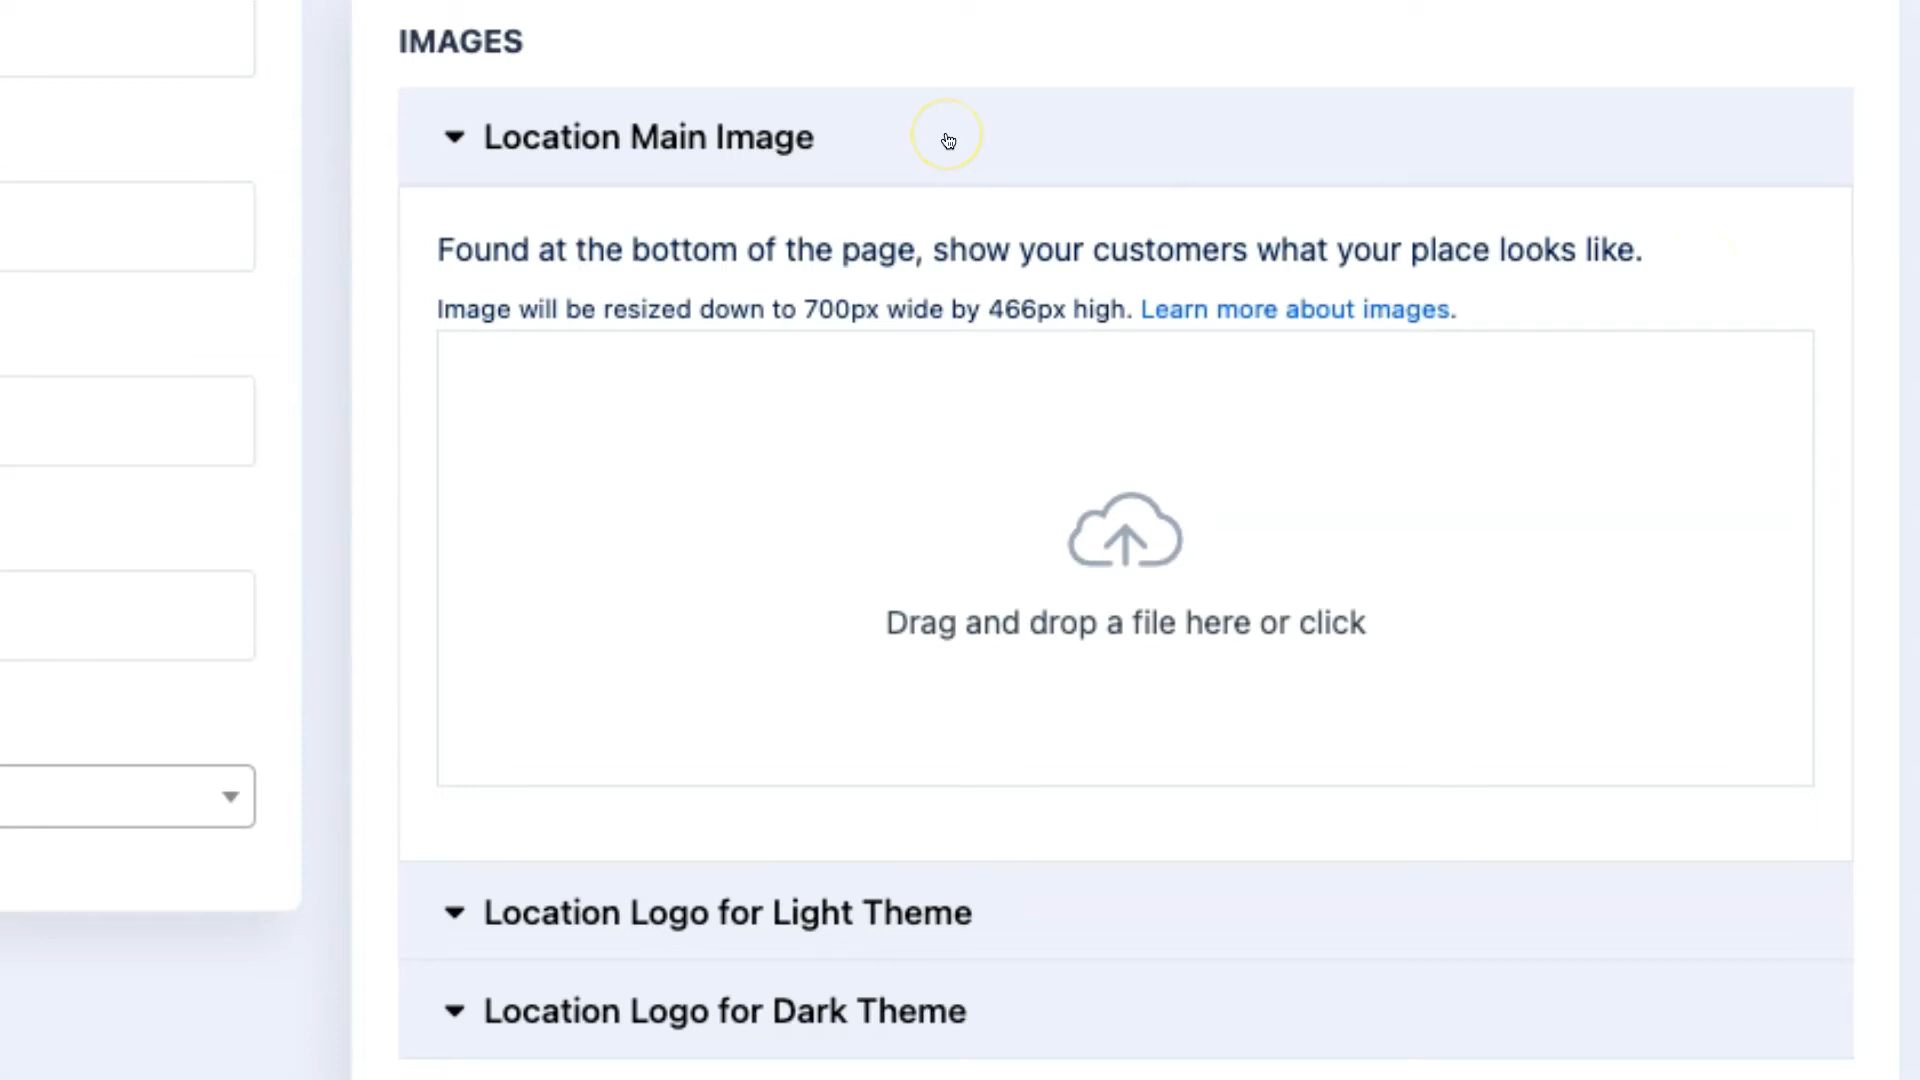 IMAGES
Location Main Image
Found at the bottom of the page, show your customers what your place looks like.
Image will be resized down to 700px wide by 466px high. Learn more about images.
Drag and drop a file here or click
Location Logo for Light Theme
Location Logo for Dark Theme